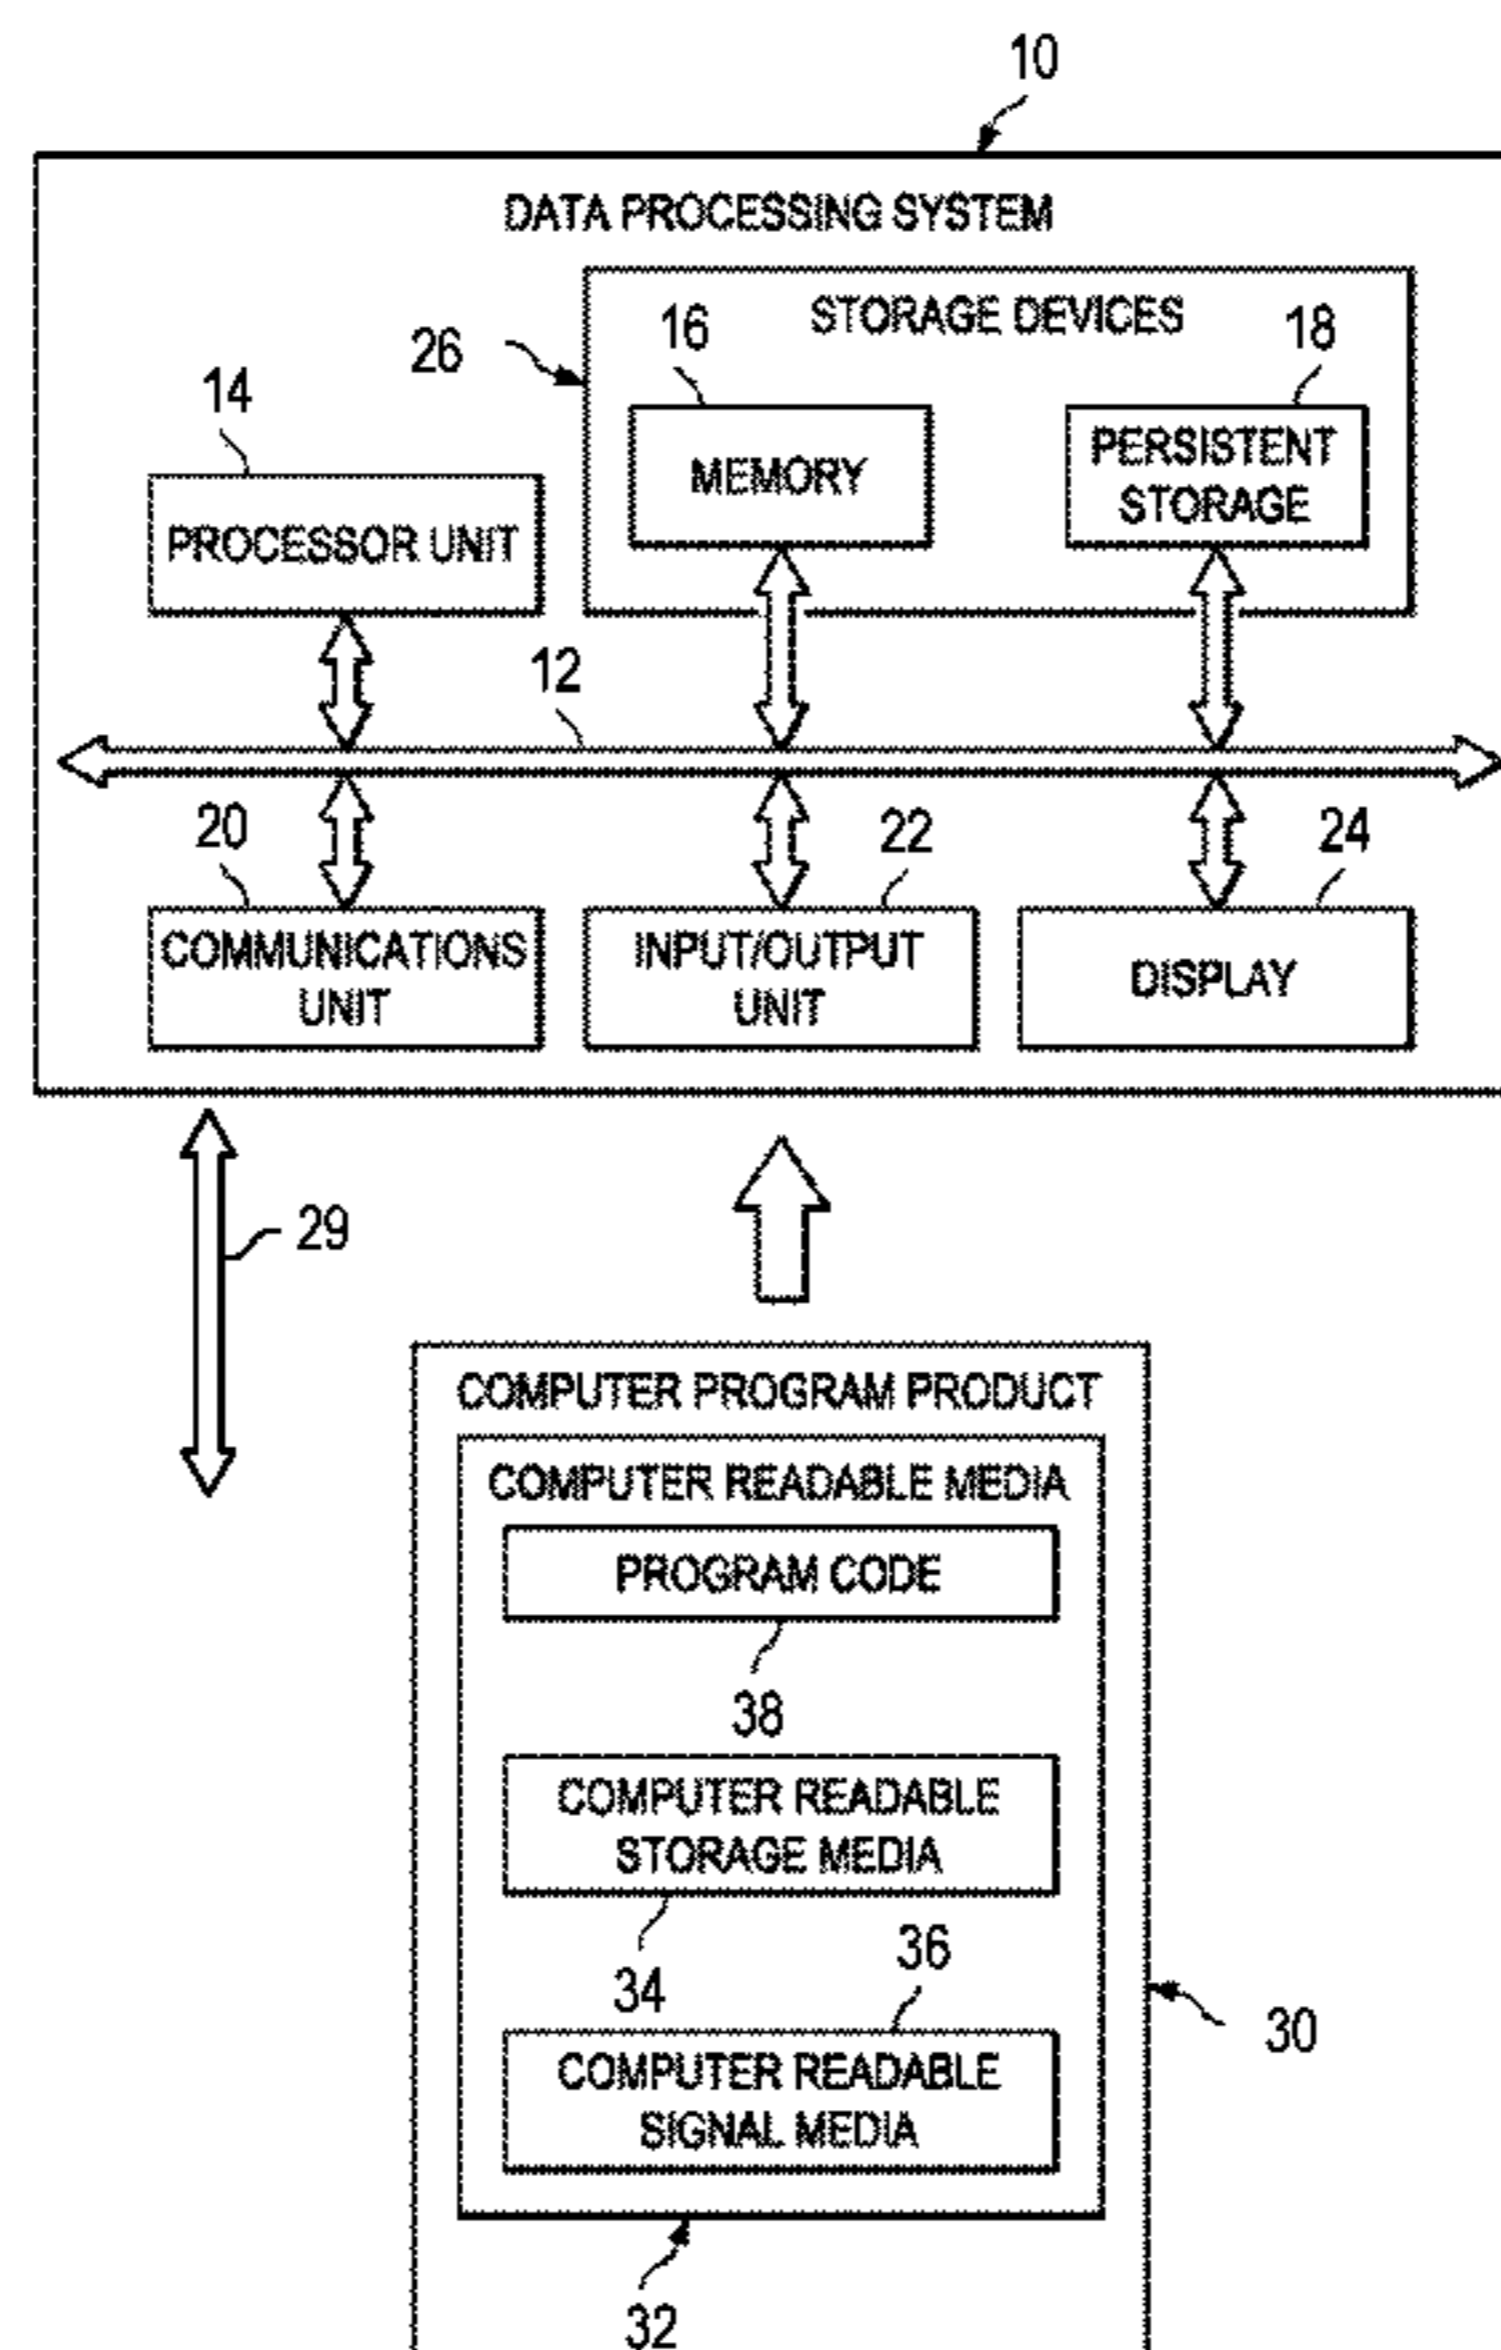 10
DATA PROCESSING SYSTEM
STORAGE DEVICES
26
16
18
14
MEMORY
PERSISTENT
STORAGE
PROCESSOR UNIT
12
20
22
24
COMMUNICATIONS
UNIT
INPUT/OUTPUT
UNIT
DISPLAY
29
COMPUTER PROGRAM PRODUCT
COMPUTER READABLE MEDIA
PROGRAM CODE
38
COMPUTER READABLE
STORAGE MEDIA
34
36
COMPUTER READABLE
SIGNAL MEDIA
30
32